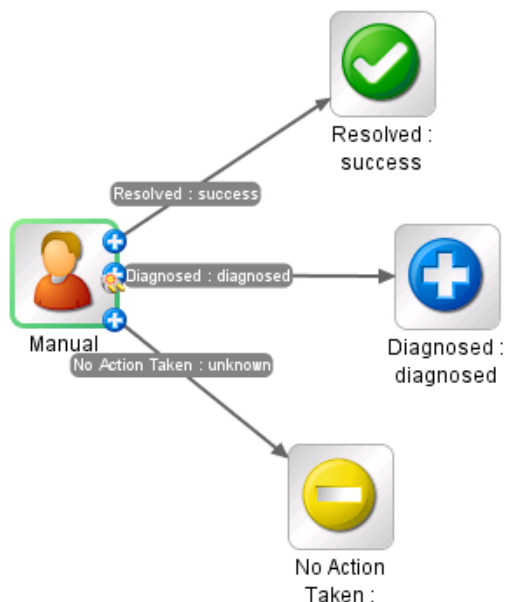 Resolved :
success
Resolved : success
Diagnosed : diagnosed
Manual
Diagnosed :
diagnosed
No Action Taken : unknown
No Action
Taken :